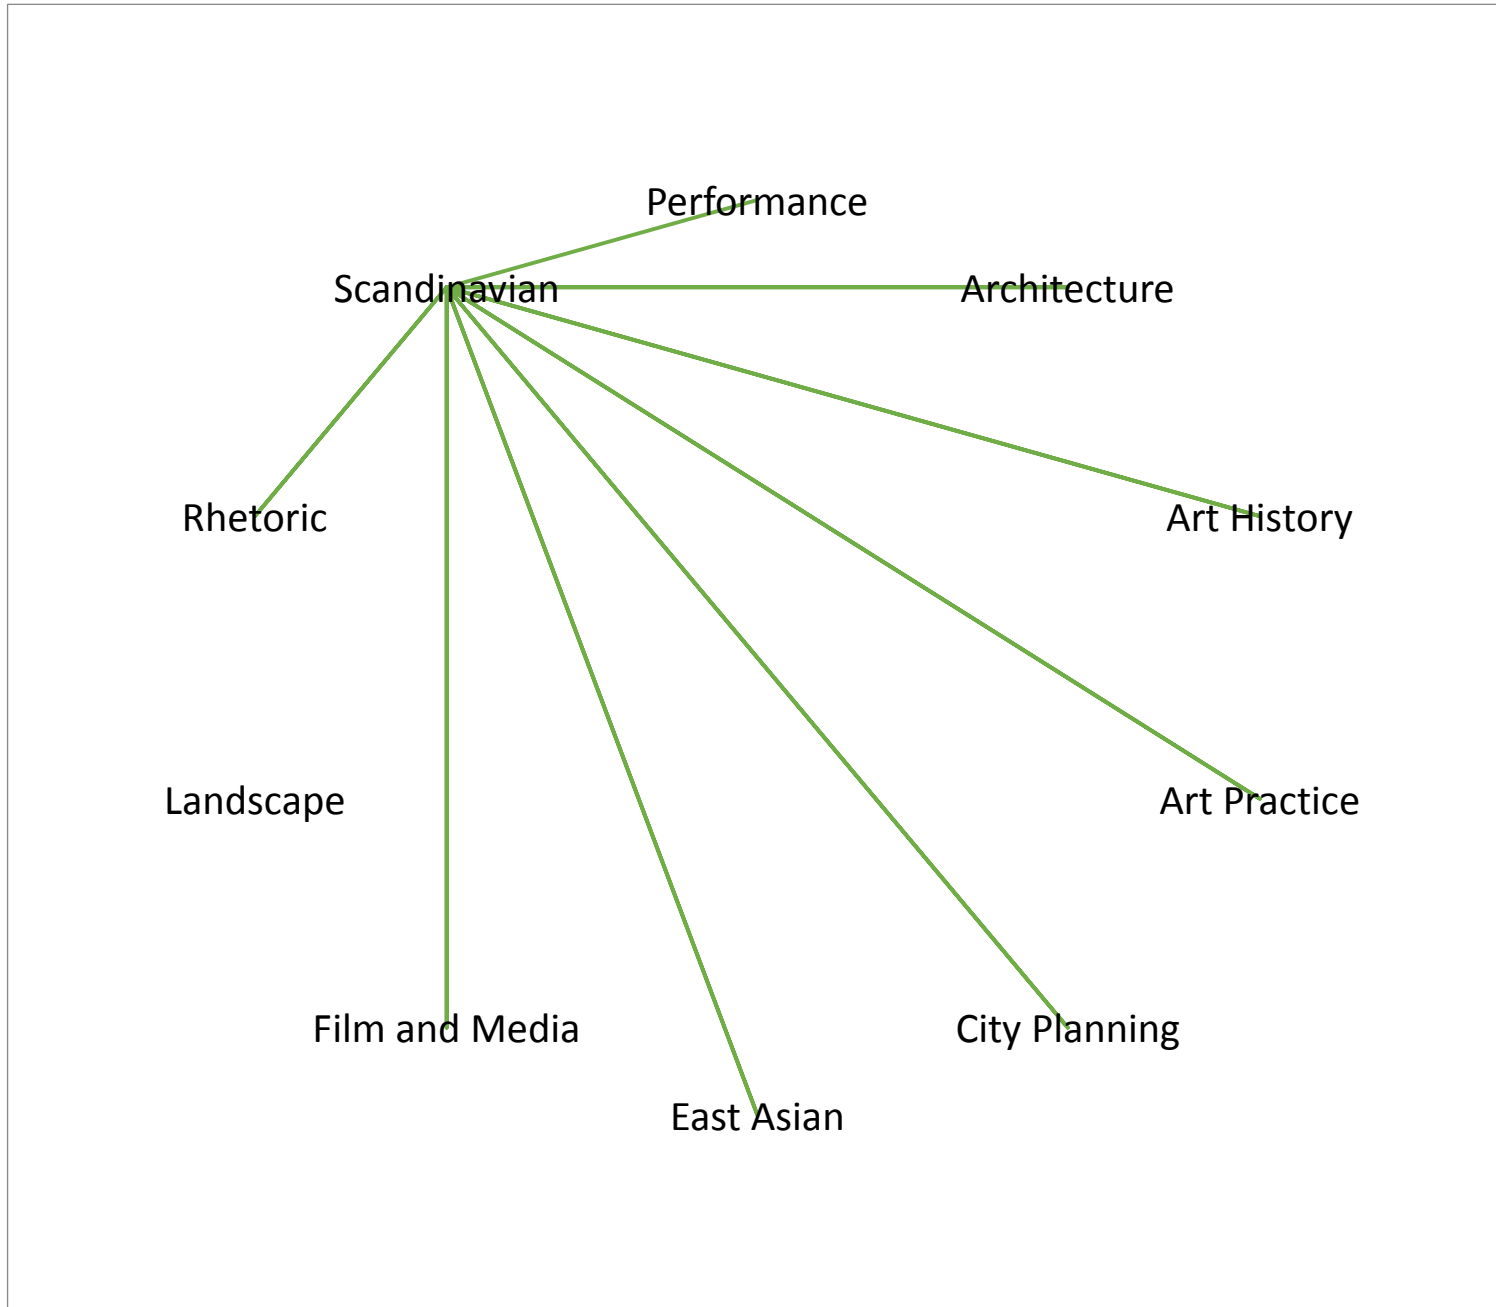 Performance
Scandinavian
Architecture
Rhetoric
Art History
Landscape
Art Practice
Film and Media
City Planning
East Asian